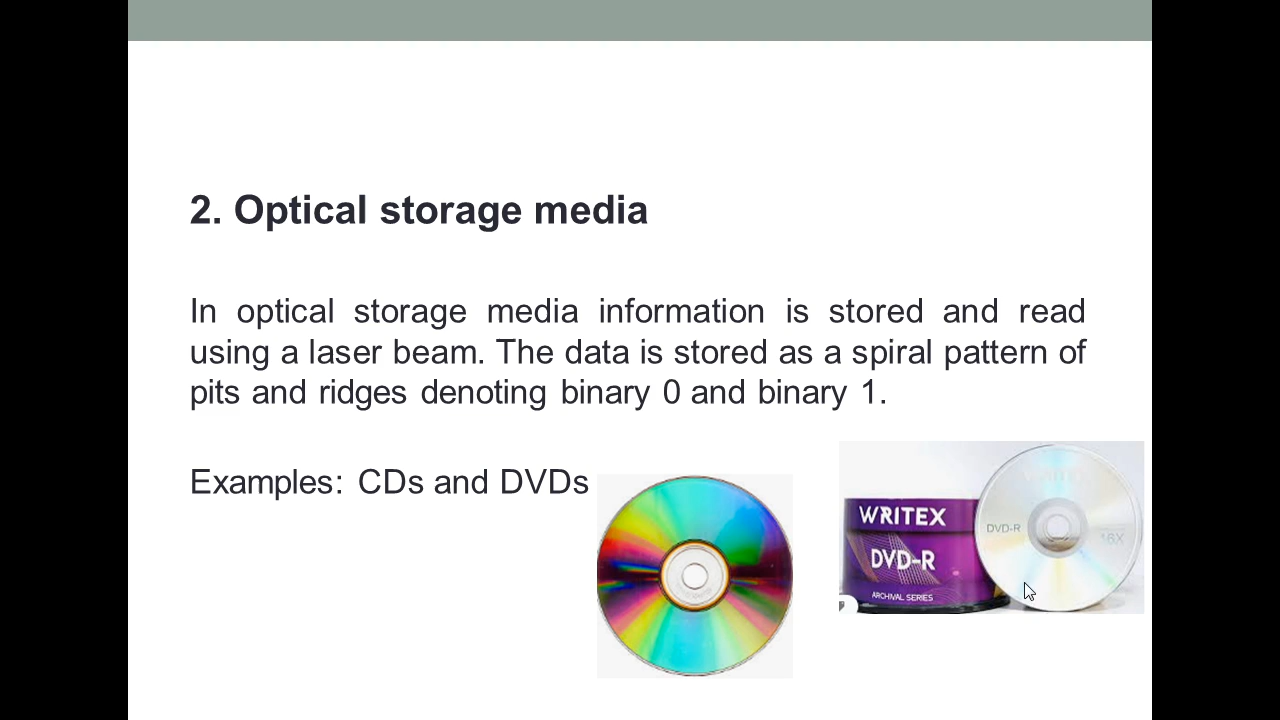 2. Optical storage media
In optical storage media information is stored and read
using a laser beam. The data is stored as a spiral pattern of
pits and ridges denoting binary 0 and binary 1.
Examples: CDs and DVDs
WRITEX
DVD-R
ARCHIVAL SERIES
WRITEX
DVD-R
16X